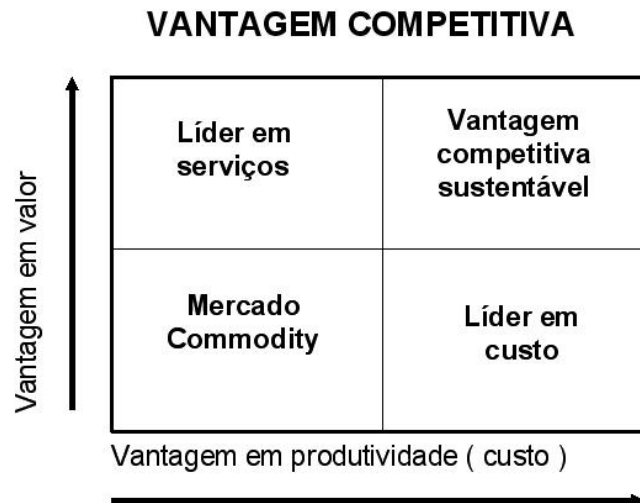 VANTAGEM COMPETITIVA
Líder em
serviços
Vantagem
competitiva
sustentável
Vantagem em valor
Mercado
Commodity
Líder em
custo
Vantagem em produtividade ( custo )